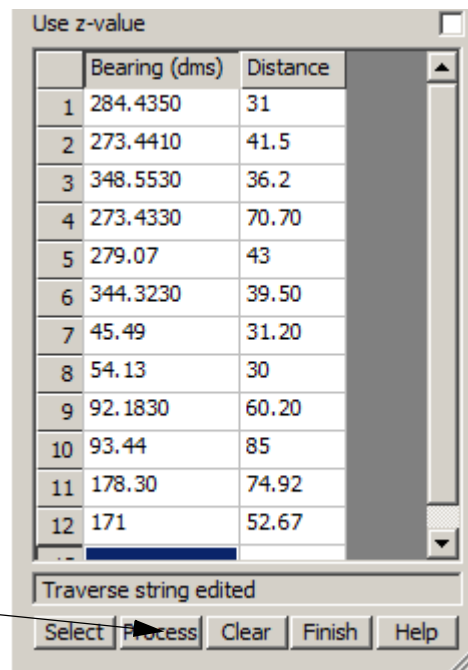 Use z-value
Bearing (dms) Distance
1 284.4350 31
2 273.4410 41.5
3 348.5530 36.2
4 273.4330 70.70
5 279.07 43
6 344.3230 39.50
7 45.49 31.20
8 54.13 30
9 92.1830 60.20
10 93.44 85
11 178.30 74.92
12 171 52.67
Traverse string edited
Select Process Clear Finish Help